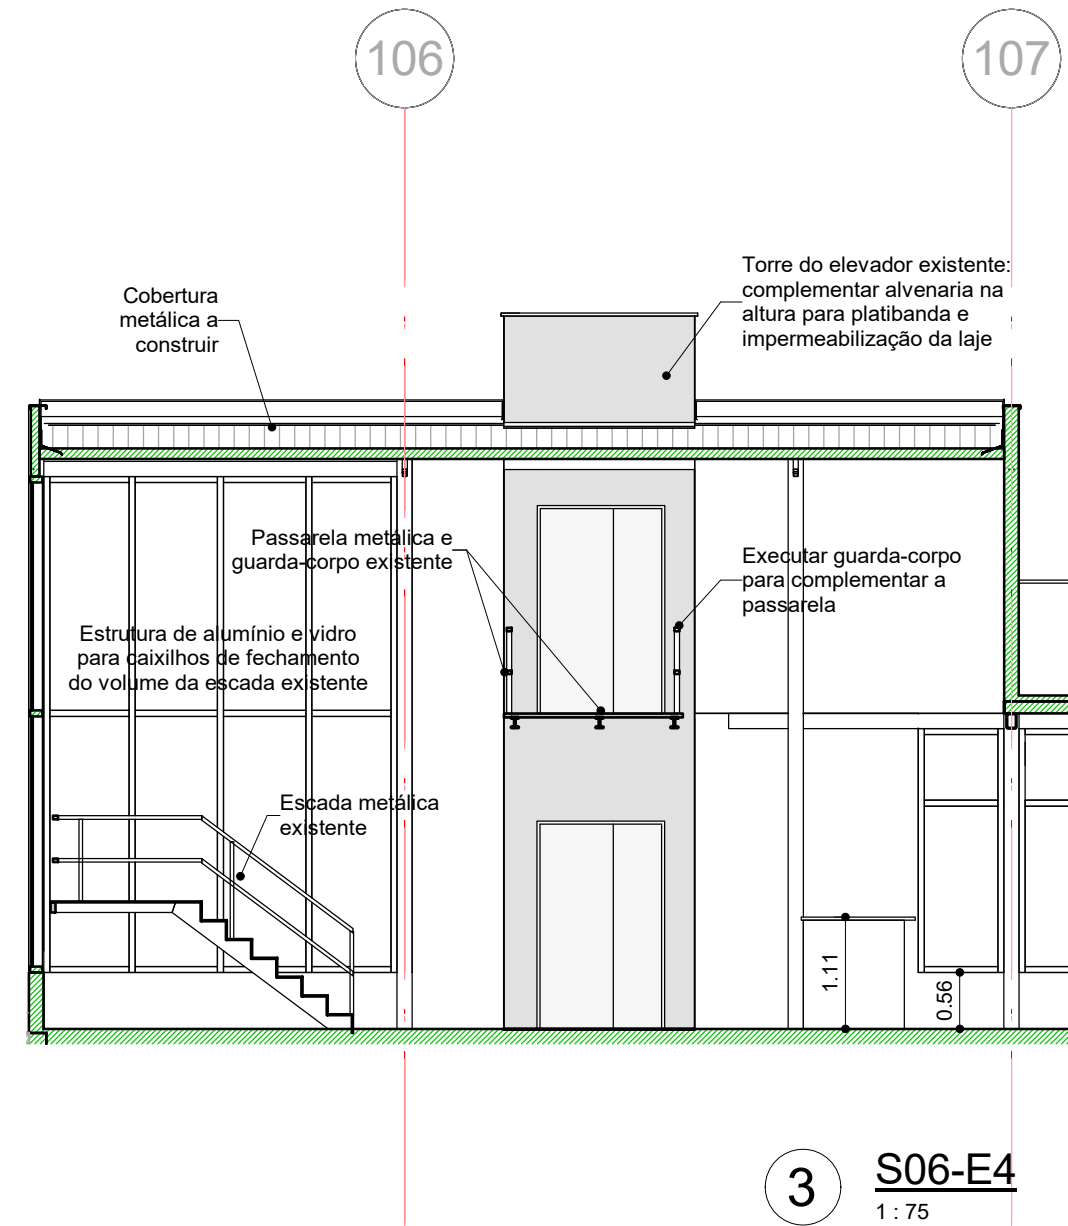 106
107
Torre do elevador existente:
complementar alvenaria na
altura para platibanda e
impermeabilização da laje
Cobertura
metálica a
construir
Passarela metálica e
guarda-corpo existente
Executar guarda-corpo
para complementar a
passarela
Estrutura de alumínio e vidro
para caixilhos de fechamento
do volume da escada existente
Escada metálica
existente
1.11
0.56
3
S06-E4
1 : 75